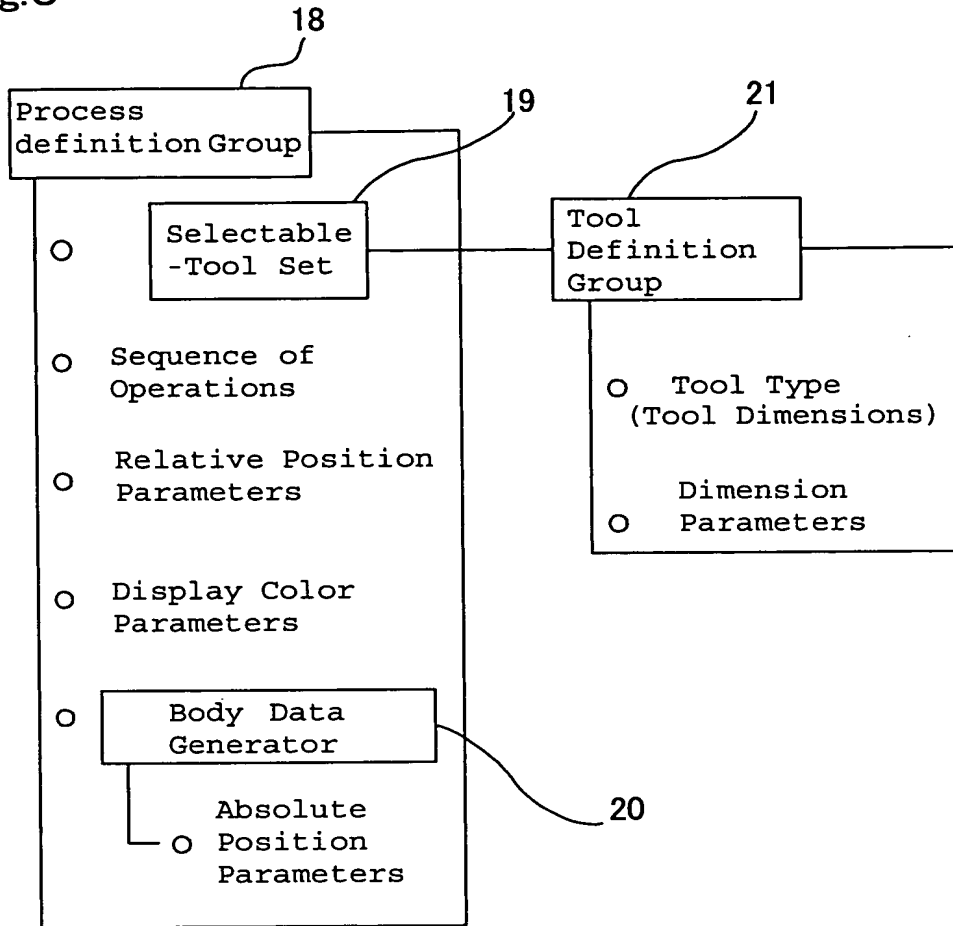 18
Process
definition Group
19
21
Selectable
-Tool Set
Tool
Definition
Group
Sequence of
Operations
Tool Type
(Tool Dimensions)
Relative Position
Parameters
Dimension
Parameters
Display Color
Parameters
Body Data
Generator
20
Absolute
Position
Parameters